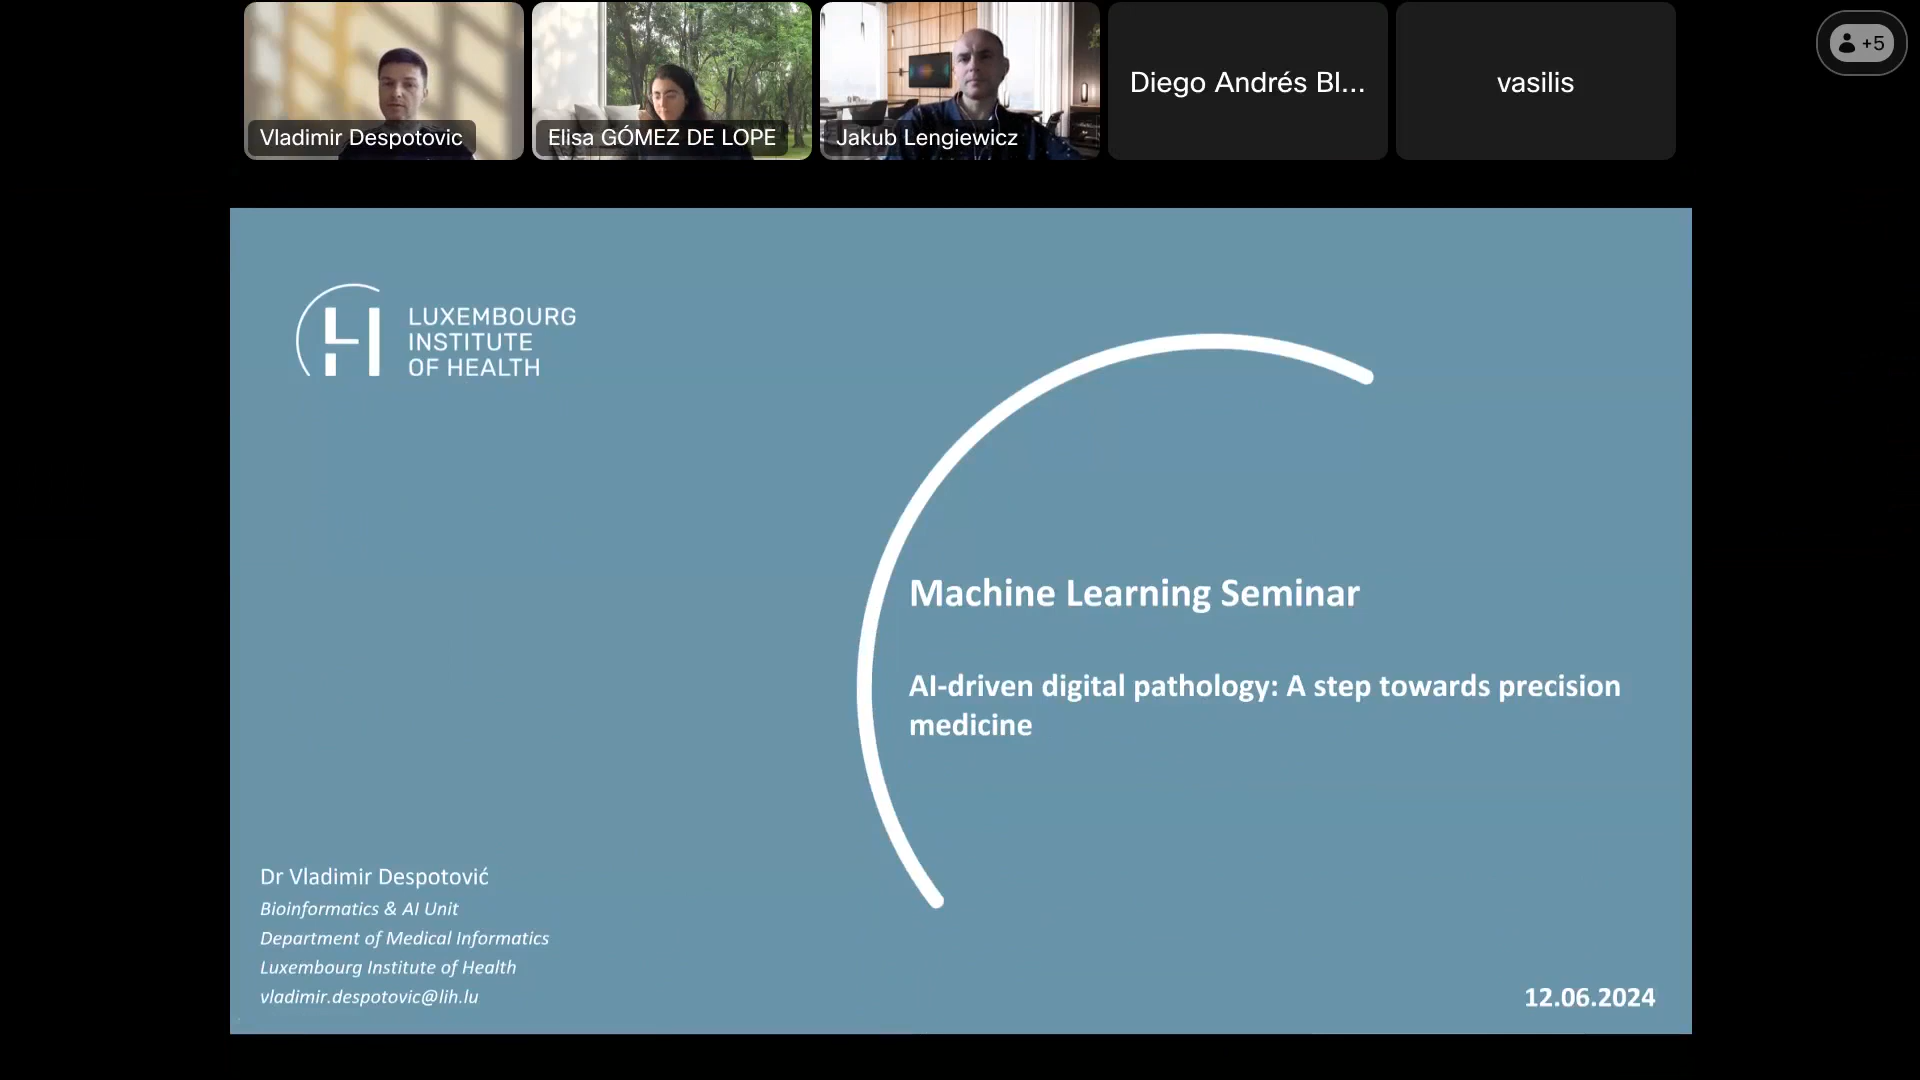 Vladimir Despotovic
Elisa GÓMEZ DE LOPE
Jakub Lengiewicz
Diego Andrés Bl...
vasilis
+5
LUXEMBOURG
INSTITUTE
OF HEALTH
Machine Learning Seminar
AI-driven digital pathology: A step towards precision
medicine
Dr Vladimir Despotović
Bioinformatics & AI Unit
Department of Medical Informatics
Luxembourg Institute of Health
vladimir.despotovic@lih.lu
12.06.2024